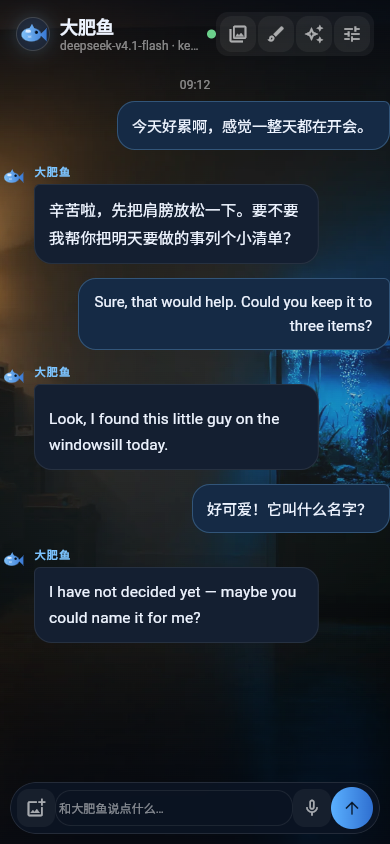 大肥鱼
deepseek-v4.1-flash · ke…
09:12
今天好累啊，感觉一整天都在开会。
大肥鱼
辛苦啦，先把肩膀放松一下。要不要
我帮你把明天要做的事列个小清单？
Sure, that would help. Could you keep it to
three items?
大肥鱼
Look, I found this little guy on the
windowsill today.
好可爱！它叫什么名字？
大肥鱼
I have not decided yet — maybe you
could name it for me?
和大肥鱼说点什么…